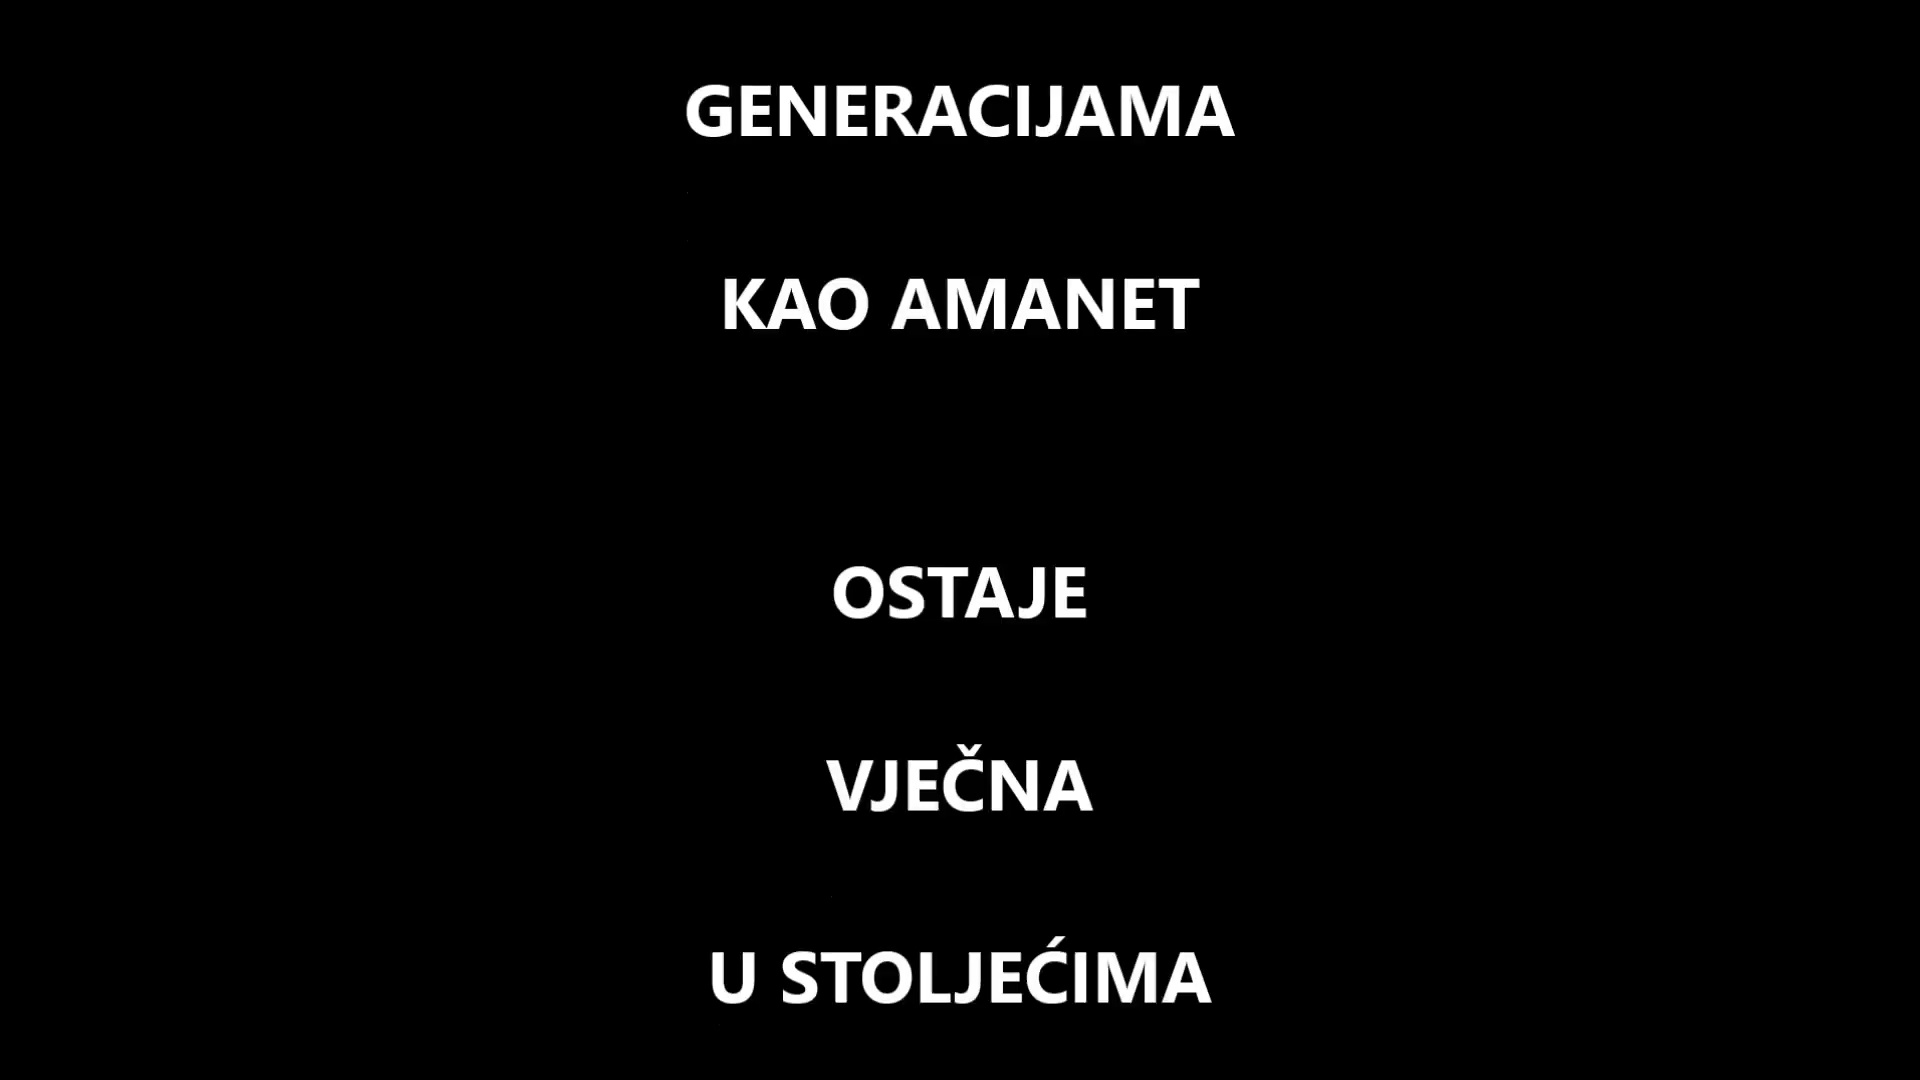 GENERACIJAMA
KAO AMANET
OSTAJE
VJEČNA
U STOLJEĆIMA